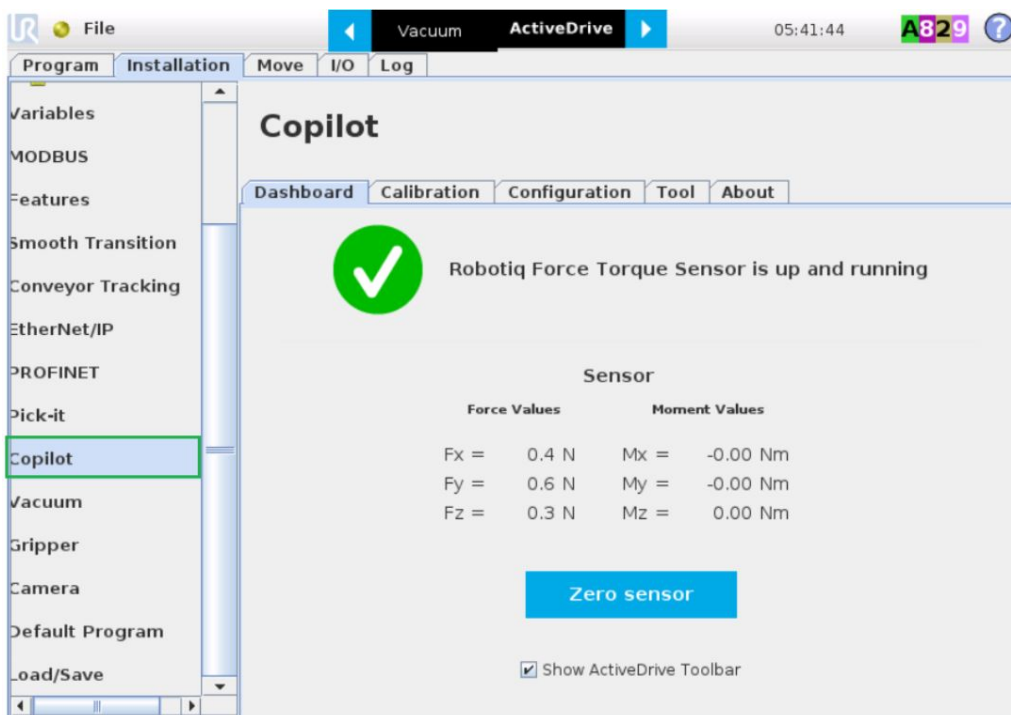 UR File Vacuum ActiveDrive 05:41:44 A829 ?
Program Installation Move I/O Log
Variables
MODBUS
Features
Smooth Transition
Conveyor Tracking
EtherNet/IP
PROFINET
Pick-it
Copilot
Vacuum
Gripper
Camera
Default Program
Load/Save
Copilot
Dashboard Calibration Configuration Tool About
Robotiq Force Torque Sensor is up and running
Sensor
Force Values Moment Values
Fx = 0.4 N Mx = -0.00 Nm
Fy = 0.6 N My = -0.00 Nm
Fz = 0.3 N Mz = 0.00 Nm
Zero sensor
Show ActiveDrive Toolbar